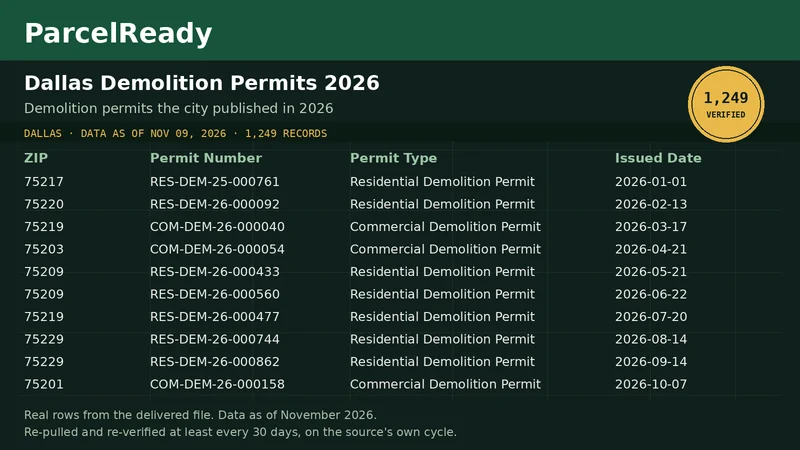 ParcelReady
Dallas Demolition Permits 2026
Demolition permits the city published in 2026
1,249
VERIFIED
DALLAS · DATA AS OF NOV 09, 2026 · 1,249 RECORDS
ZIP Permit Number Permit Type Issued Date
75217 RES-DEM-25-000761 Residential Demolition Permit 2026-01-01
75220 RES-DEM-26-000092 Residential Demolition Permit 2026-02-13
75219 COM-DEM-26-000040 Commercial Demolition Permit 2026-03-17
75203 COM-DEM-26-000054 Commercial Demolition Permit 2026-04-21
75209 RES-DEM-26-000433 Residential Demolition Permit 2026-05-21
75209 RES-DEM-26-000560 Residential Demolition Permit 2026-06-22
75219 RES-DEM-26-000477 Residential Demolition Permit 2026-07-20
75229 RES-DEM-26-000744 Residential Demolition Permit 2026-08-14
75229 RES-DEM-26-000862 Residential Demolition Permit 2026-09-14
75201 COM-DEM-26-000158 Commercial Demolition Permit 2026-10-07
Real rows from the delivered file. Data as of November 2026.
Re-pulled and re-verified at least every 30 days, on the source's own cycle.